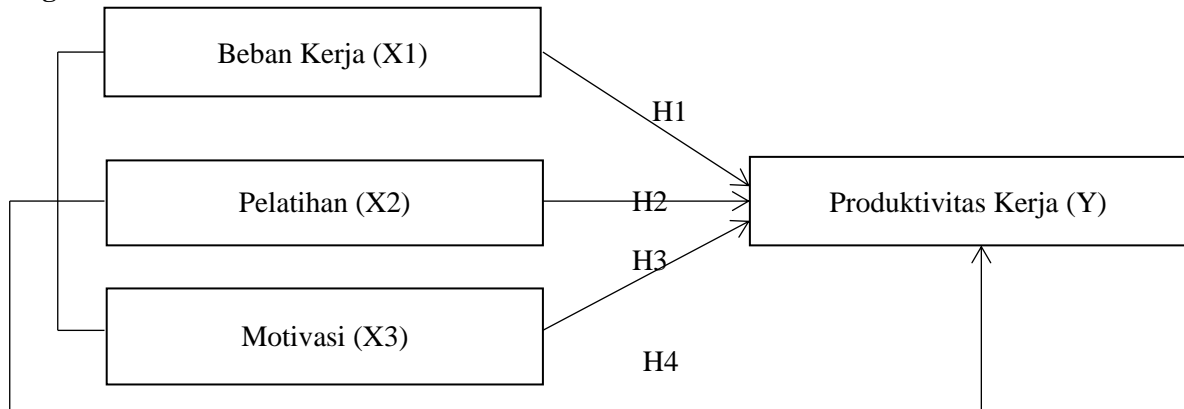 Beban Kerja (X1)
H1
Pelatihan (X2)
H2
Produktivitas Kerja (Y)
H3
Motivasi (X3)
H4